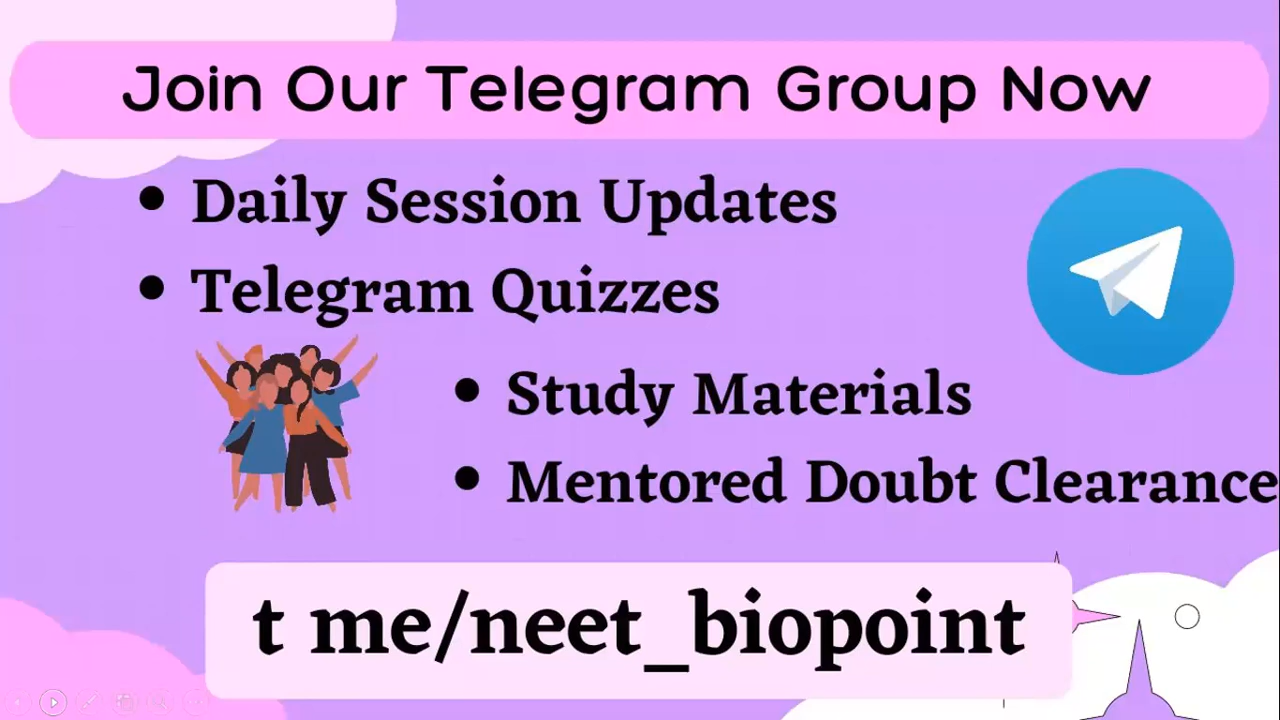 Join Our Telegram Group Now
• Daily Session Updates
• Telegram Quizzes
• Study Materials
• Mentored Doubt Clearance
t me/neet_biopoint